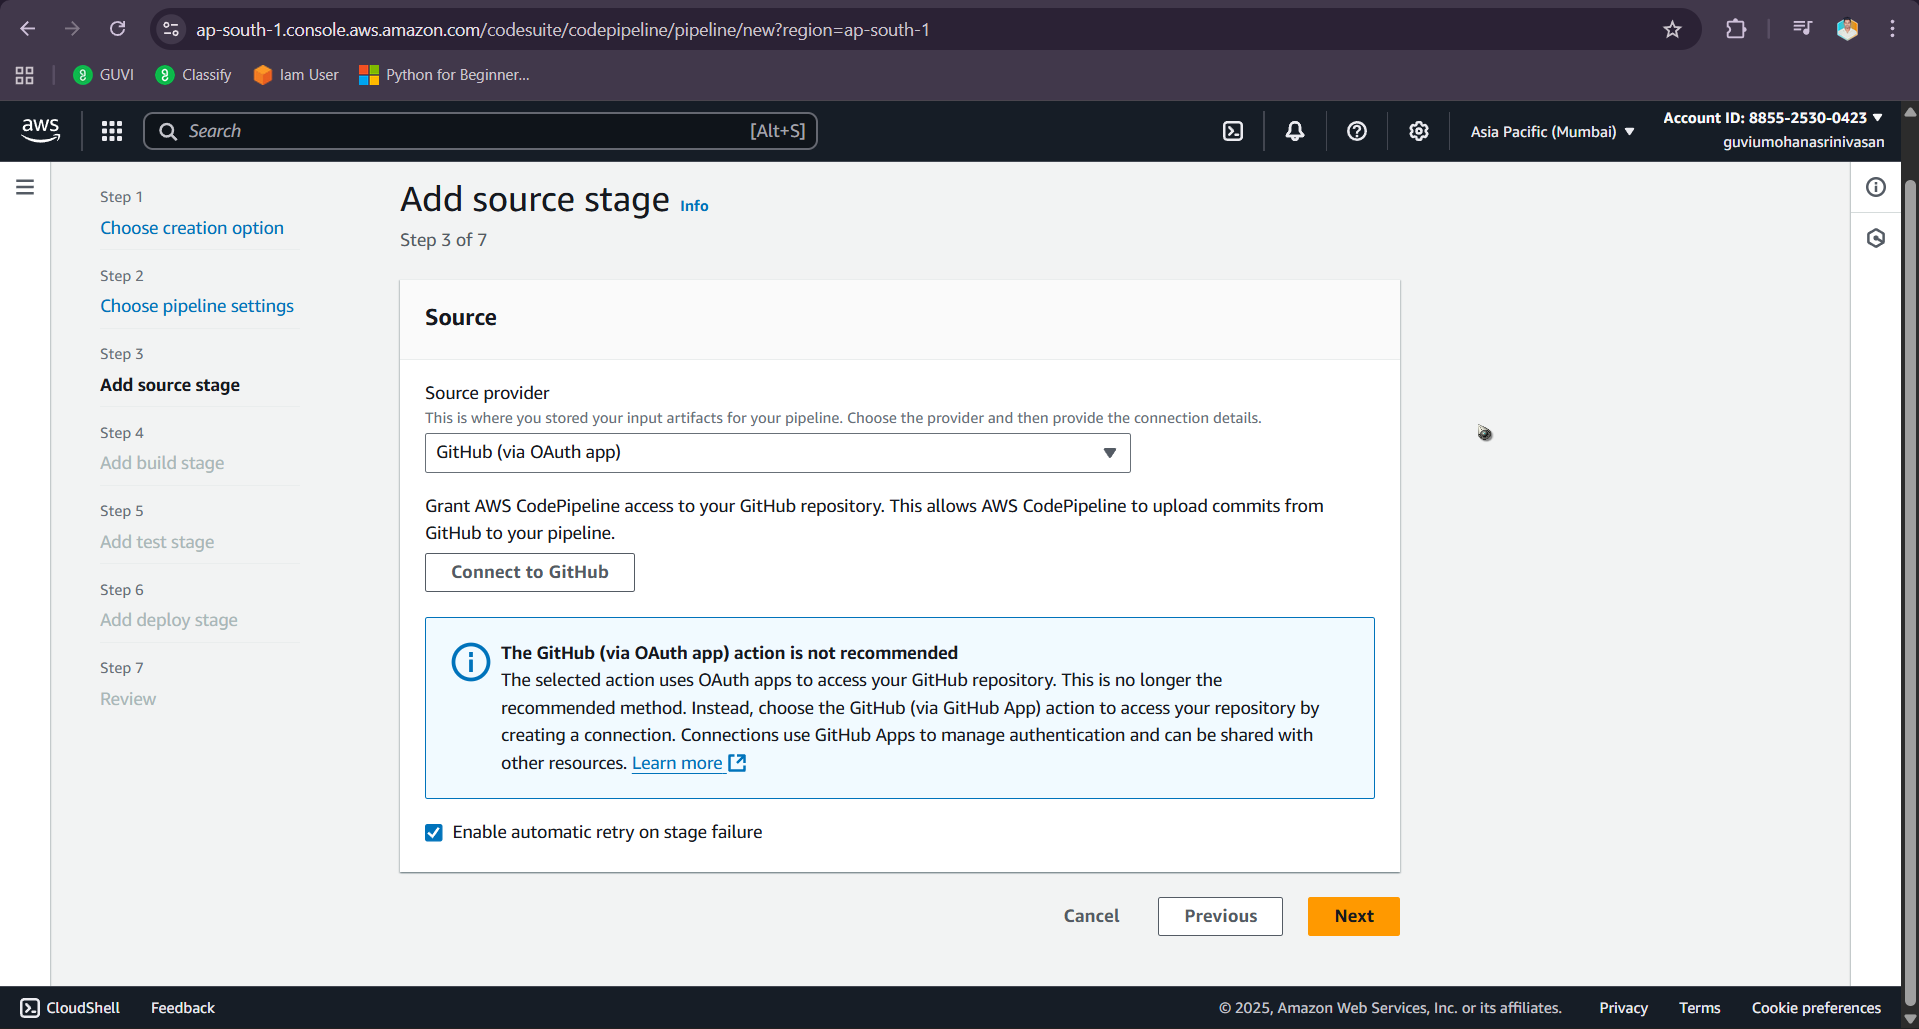 ap-south-1.console.aws.amazon.com/codesuite/codepipeline/pipeline/new?region=ap-south-1
GUVI
Classify
Iam User
Python for Beginner...
aws
Search
[Alt+S]
Asia Pacific (Mumbai)
Account ID: 8855-2530-0423
guviumohanasrinivasan
Step 1
Choose creation option
Step 2
Choose pipeline settings
Step 3
Add source stage
Step 4
Add build stage
Step 5
Add test stage
Step 6
Add deploy stage
Step 7
Review
Add source stage Info
Step 3 of 7
Source
Source provider
This is where you stored your input artifacts for your pipeline. Choose the provider and then provide the connection details.
GitHub (via OAuth app)
Grant AWS CodePipeline access to your GitHub repository. This allows AWS CodePipeline to upload commits from
GitHub to your pipeline.
Connect to GitHub
The GitHub (via OAuth app) action is not recommended
The selected action uses OAuth apps to access your GitHub repository. This is no longer the
recommended method. Instead, choose the GitHub (via GitHub App) action to access your repository by
creating a connection. Connections use GitHub Apps to manage authentication and can be shared with
other resources. Learn more
Enable automatic retry on stage failure
Cancel
Previous
Next
CloudShell
Feedback
© 2025, Amazon Web Services, Inc. or its affiliates.
Privacy
Terms
Cookie preferences